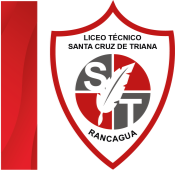 LICEO TÉCNICO
SANTA CRUZ DE TRIANA
S T
RANCAGUA